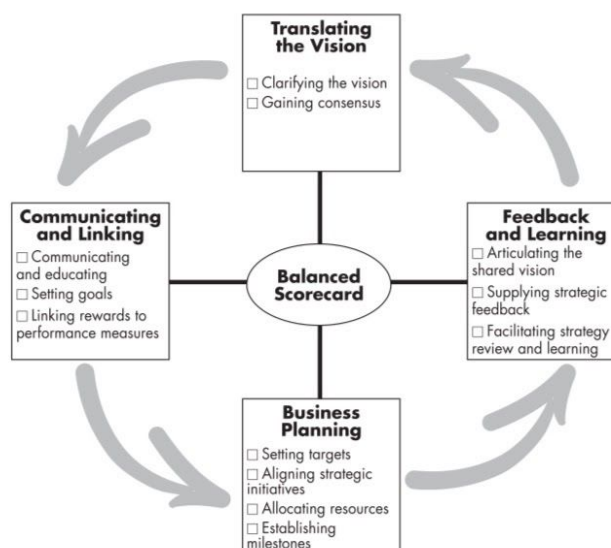 Translating
the Vision
☐ Clarifying the vision
☐ Gaining consensus
Communicating
and Linking
☐ Communicating
and educating
☐ Setting goals
☐ Linking rewards to
performance measures
Balanced
Scorecard
Feedback
and Learning
☐ Articulating the
shared vision
☐ Supplying strategic
feedback
☐ Facilitating strategy
review and learning
Business
Planning
☐ Setting targets
☐ Aligning strategic
initiatives
☐ Allocating resources
☐ Establishing
milestones